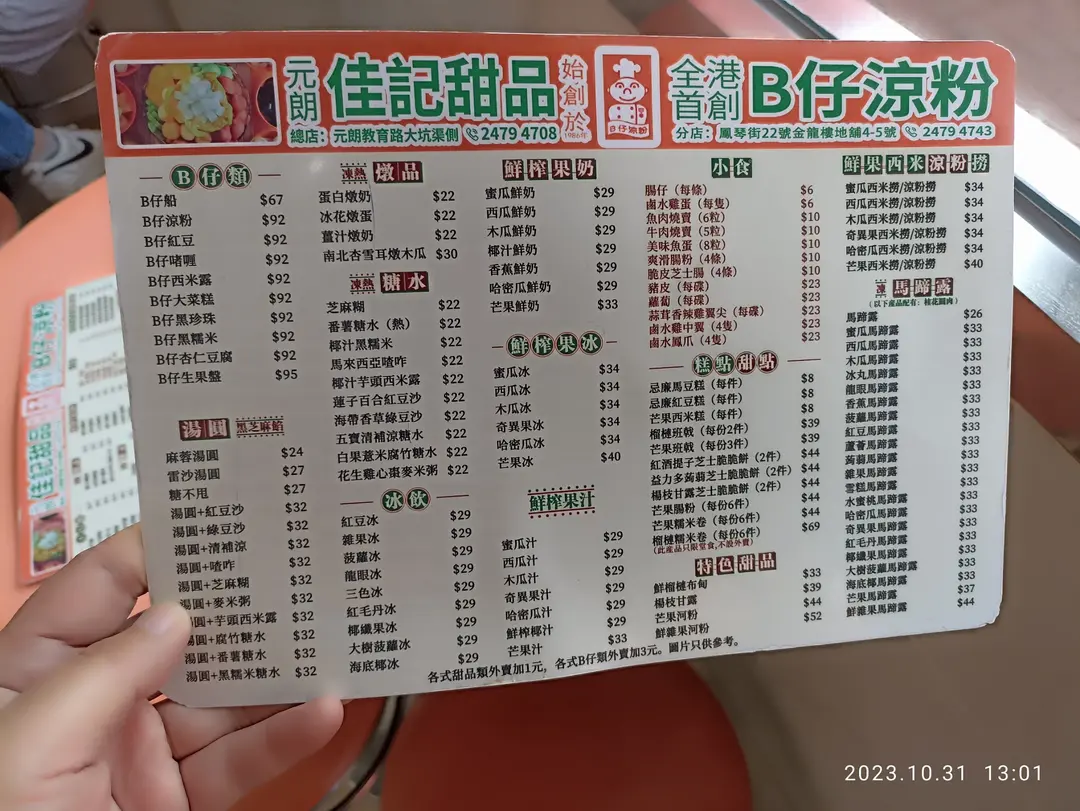 元朗 佳記甜品 始創於1986年
總店：元朗教育路大坑渠側 2479 4708
B仔涼粉
全港首創 B仔涼粉
分店：鳳琴街22號金龍樓地舖4-5號 2479 4743
B仔類
B仔船 $67
B仔涼粉 $92
B仔紅豆 $92
B仔啫喱 $92
B仔西米露 $92
B仔大菜糕 $92
B仔黑珍珠 $92
B仔黑糯米 $92
B仔杏仁豆腐 $92
B仔生果盤 $95
湯圓 黑芝麻餡
麻蓉湯圓 $24
雷沙湯圓 $27
糖不甩 $27
湯圓+紅豆沙 $32
湯圓+綠豆沙 $32
湯圓+清補涼 $32
湯圓+喳咋 $32
湯圓+芝麻糊 $32
湯圓+麥米粥 $32
湯圓+芋頭西米露 $32
湯圓+腐竹糖水 $32
湯圓+番薯糖水 $32
湯圓+黑糯米糖水 $32
凍熱 燉品
蛋白燉奶 $22
冰花燉蛋 $22
薑汁燉奶 $22
南北杏雪耳燉木瓜 $30
凍熱 糖水
芝麻糊 $22
番薯糖水（熱） $22
椰汁黑糯米 $22
馬來西亞喳咋 $22
椰汁芋頭西米露 $22
蓮子百合紅豆沙 $22
海帶香草綠豆沙 $22
五寶清補涼糖水 $22
白果薏米腐竹糖水 $22
花生雞心棗麥米粥 $22
冰飲
紅豆冰 $29
雜果冰 $29
菠蘿冰 $29
龍眼冰 $29
三色冰 $29
紅毛丹冰 $29
椰纖果冰 $29
大樹菠蘿冰 $29
海底椰冰 $29
鮮榨果奶
蜜瓜鮮奶 $29
西瓜鮮奶 $29
木瓜鮮奶 $29
椰汁鮮奶 $29
香蕉鮮奶 $29
哈密瓜鮮奶 $29
芒果鮮奶 $33
鮮榨果冰
蜜瓜冰 $34
西瓜冰 $34
木瓜冰 $34
奇異果冰 $34
哈密瓜冰 $34
芒果冰 $40
鮮榨果汁
蜜瓜汁 $29
西瓜汁 $29
木瓜汁 $29
奇異果汁 $29
哈密瓜汁 $29
鮮榨椰汁 $29
芒果汁 $33
小食
腸仔（每條） $6
鹵水雞蛋（每隻） $6
魚肉燒賣（6粒） $10
牛肉燒賣（5粒） $10
美味魚蛋（8粒） $10
爽滑腸粉（4條） $10
脆皮芝士腸（4條） $10
豬皮（每碟） $23
蘿蔔（每碟） $23
蒜茸香辣雞翼尖（每碟） $23
鹵水雞中翼（4隻） $23
鹵水鳳爪（4隻） $23
糕點甜點
忌廉馬豆糕（每件） $8
忌廉紅豆糕（每件） $8
芒果西米糕（每件） $8
榴槤班戟（每份2件） $39
芒果班戟（每份3件） $39
紅酒提子芝士脆脆餅（2件） $44
益力多蒟蒻芝士脆脆餅（2件） $44
楊枝甘露芝士脆脆餅（2件） $44
芒果腸粉（每份6件） $44
芒果糯米卷（每份6件） $44
榴槤糯米卷（每份6件） $69
(此產品只限堂食,不設外賣)
特色甜品
鮮榴槤布甸 $33
楊枝甘露 $39
芒果河粉 $44
鮮雜果河粉 $52
鮮果西米涼粉撈
蜜瓜西米撈/涼粉撈 $34
西瓜西米撈/涼粉撈 $34
木瓜西米撈/涼粉撈 $34
奇異果西米撈/涼粉撈 $34
哈密瓜西米撈/涼粉撈 $34
芒果西米撈/涼粉撈 $40
凍 馬蹄露
(以下產品配有：桂花圓肉)
馬蹄露 $26
蜜瓜馬蹄露 $33
西瓜馬蹄露 $33
木瓜馬蹄露 $33
冰丸馬蹄露 $33
龍眼馬蹄露 $33
香蕉馬蹄露 $33
菠蘿馬蹄露 $33
紅豆馬蹄露 $33
蘆薈馬蹄露 $33
蒟蒻馬蹄露 $33
雜果馬蹄露 $33
雪糕馬蹄露 $33
水蜜桃馬蹄露 $33
哈密瓜馬蹄露 $33
奇異果馬蹄露 $33
紅毛丹馬蹄露 $33
椰纖果馬蹄露 $33
大樹菠蘿馬蹄露 $33
海底椰馬蹄露 $33
芒果馬蹄露 $37
鮮雜果馬蹄露 $44
各式甜品類外賣加1元，各式B仔類外賣加3元。圖片只供參考。
佳記甜品
B仔涼粉
2023.10.31 13:01